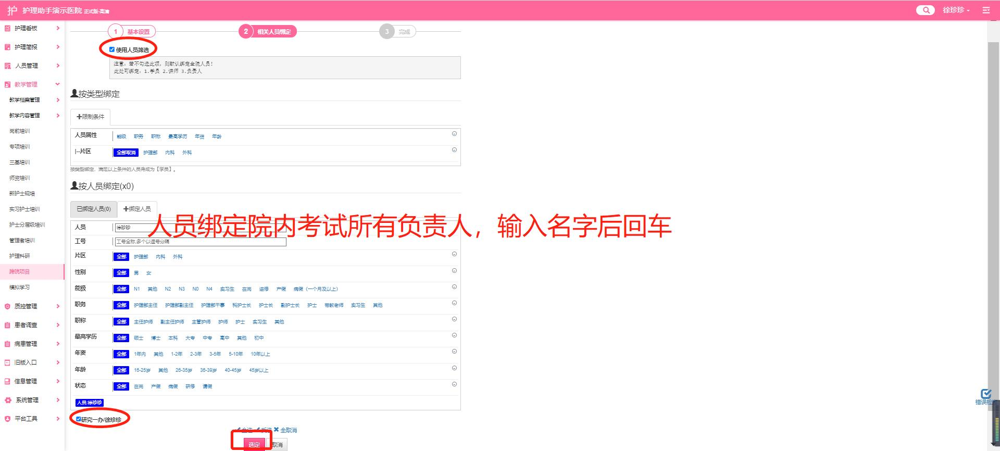 护 护理助手演示医院 正式版-高清
徐珍珍
护理看板
护理简报
人员管理
教学管理
教学档案管理
教学内容管理
岗前培训
专项培训
三基培训
师资培训
新护士规培
实习护士培训
护士分层级培训
管理者培训
护理科研
跨院项目
模拟学习
质控管理
患者调查
病患管理
旧版入口
信息管理
系统管理
平台工具
1 基本设置
2 相关人员绑定
3 完成
使用人员筛选
注意：若不勾选此项，则默认绑定全院人员！
此处可绑定：1.学员 2.讲师 3.负责人
按类型绑定
限制条件
人员属性 能级 职务 职称 最高学历 年资 年龄
|--片区 全部取消 护理部 内科 外科
按类型绑定，满足以上条件的人员将成为【学员】。
按人员绑定(x0)
已绑定人员(0) 绑定人员
人员绑定院内考试所有负责人，输入名字后回车
人员 徐珍珍
工号 工号全称,多个以逗号分隔
片区 全部 护理部 内科 外科
性别 全部 男 女
能级 全部 N1 其他 N2 N3 N0 N4 实习生 在岗 进修 产假 病假（一个月及以上）
职务 全部 护理部主任 护理部副主任 护理部干事 科护士长 护士长 副护士长 护士 带教老师 实习生 其他
职称 全部 主任护师 副主任护师 主管护师 护师 护士 实习生 其他
最高学历 全部 硕士 博士 本科 大专 中专 高中 其他 初中
年资 全部 1年内 其他 1-2年 2-3年 3-5年 5-10年 10年以上
年龄 全部 16-25岁 其他 26-35岁 36-39岁 40-45岁 45岁以上
状态 全部 在岗 产假 病假 研修 请假
人员:徐珍珍
研究一办/徐珍珍
全选 反选 全取消
选定 取消
错误检查